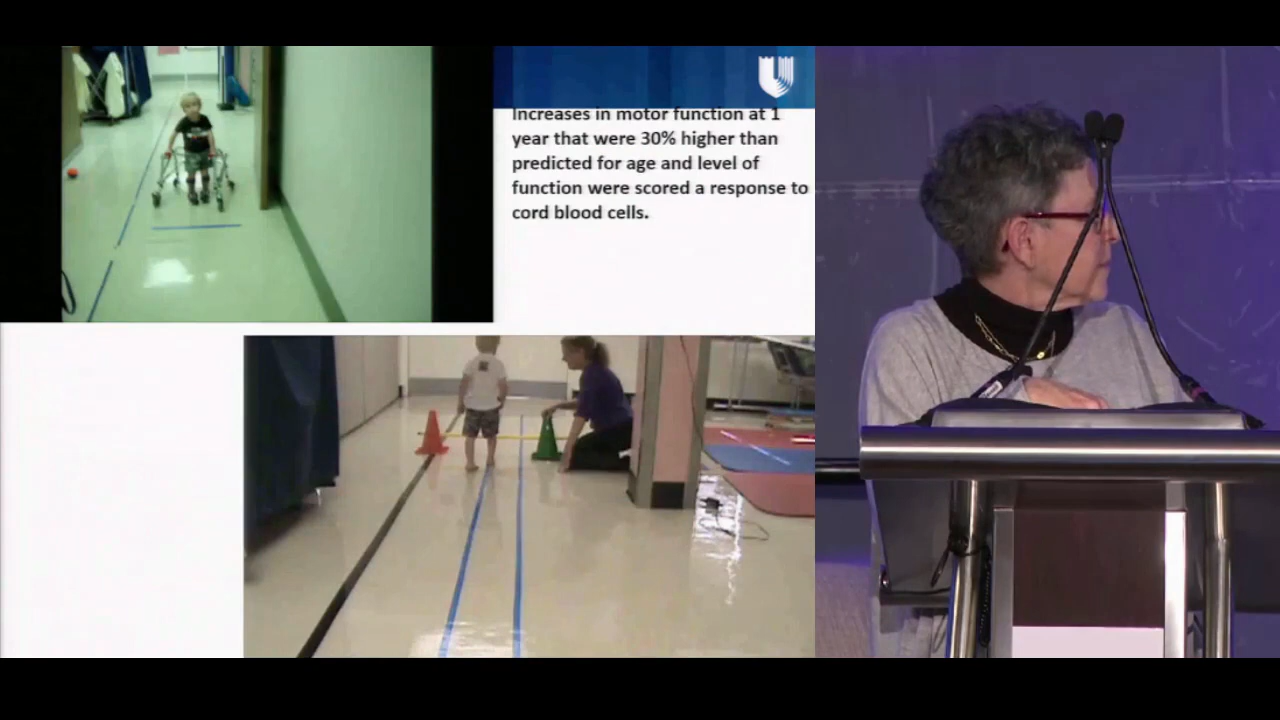 Increases in motor function at 1
year that were 30% higher than
predicted for age and level of
function were scored a response to
cord blood cells.